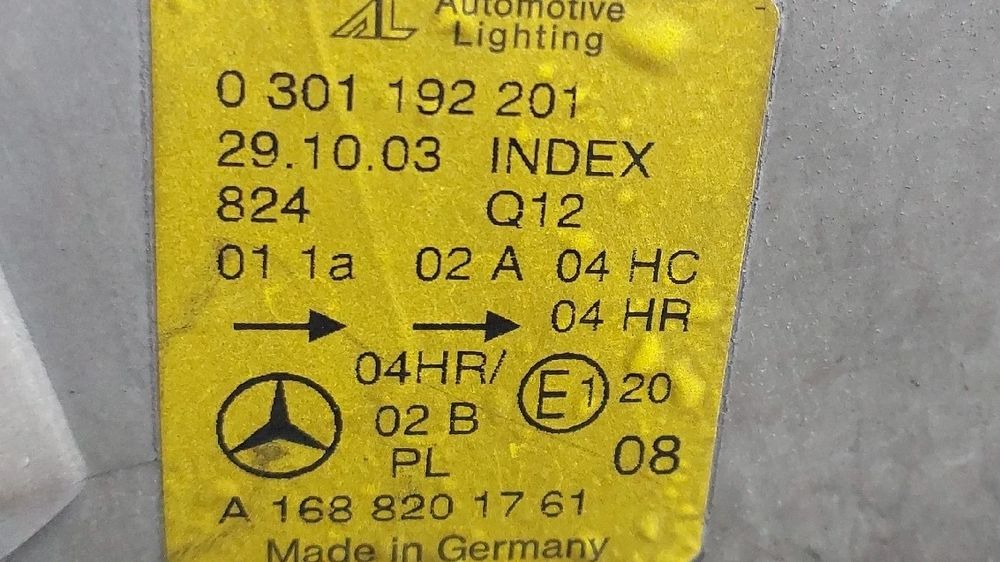 AL Automotive
Lighting
0 301 192 201
29.10.03 INDEX
824 Q12
01 1a 02 A 04 HC
04 HR
04HR/ E1 20
02 B
PL 08
A 168 820 17 61
Made in Germany